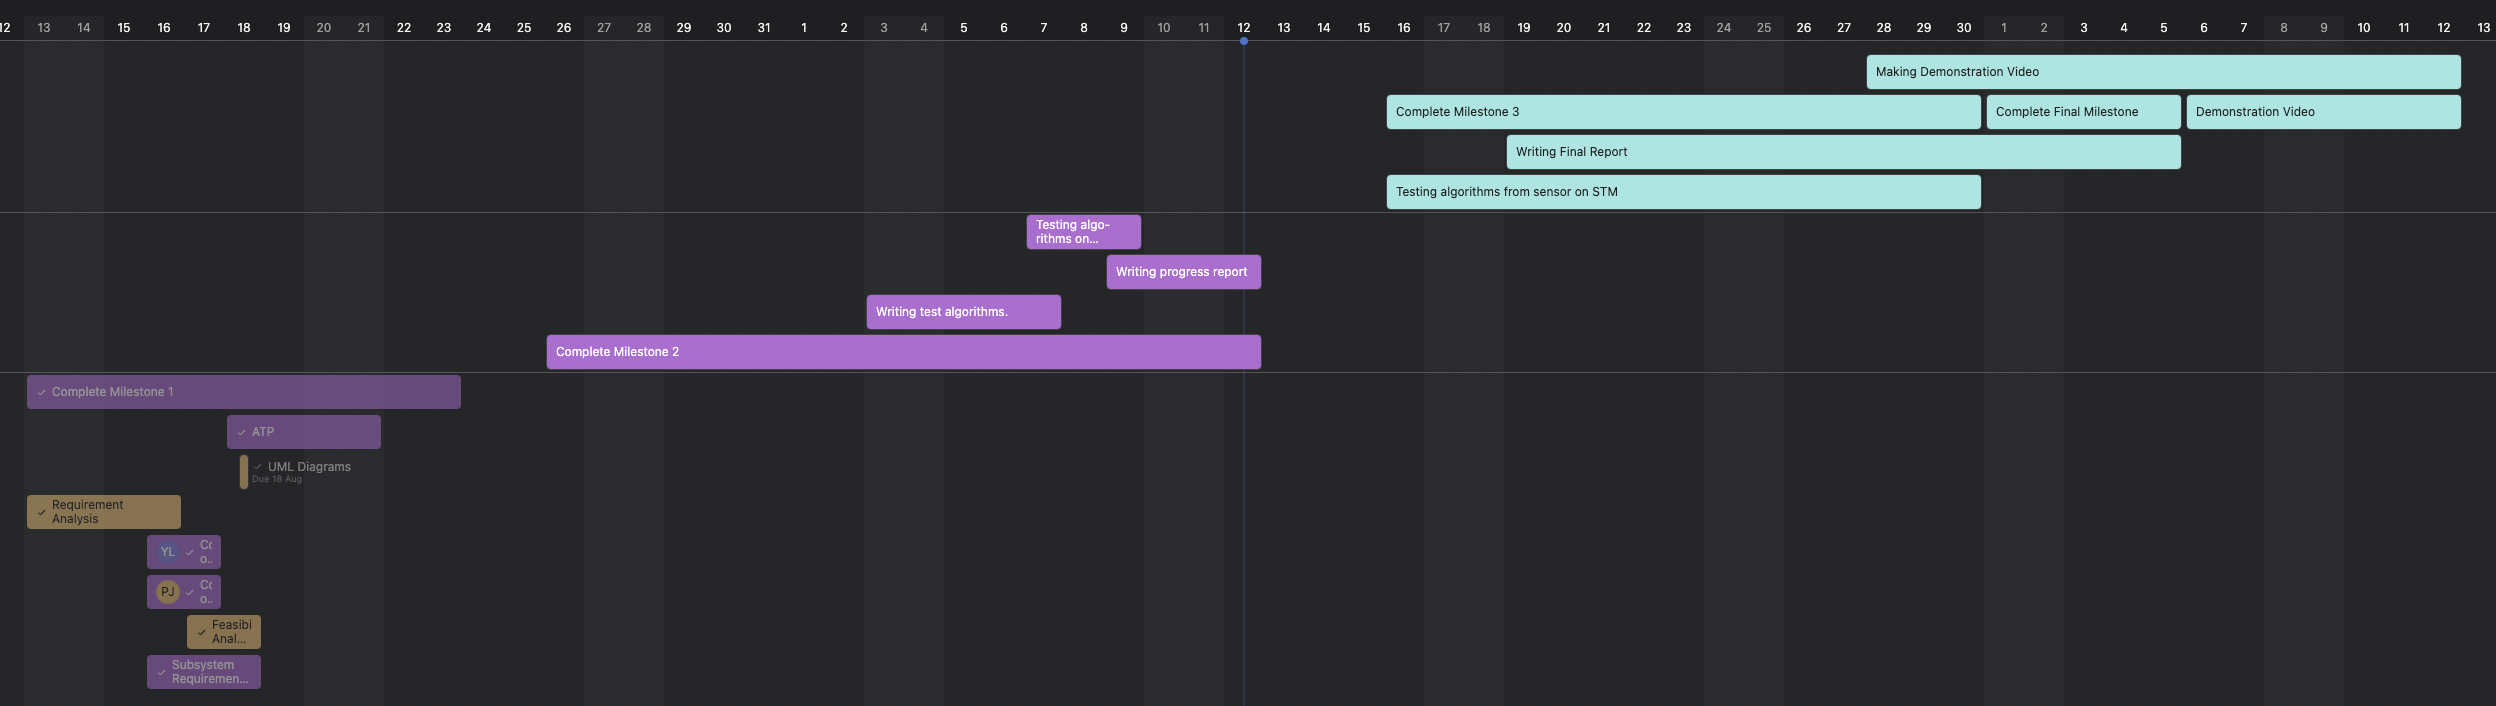 12 13 14 15 16 17 18 19 20 21 22 23 24 25 26 27 28 29 30 31 1 2 3 4 5 6 7 8 9 10 11 12 13 14 15 16 17 18 19 20 21 22 23 24 25 26 27 28 29 30 1 2 3 4 5 6 7 8 9 10 11 12 13
Making Demonstration Video
Complete Milestone 3
Complete Final Milestone
Demonstration Video
Writing Final Report
Testing algorithms from sensor on STM
Testing algo-
rithms on...
Writing progress report
Writing test algorithms.
Complete Milestone 2
Complete Milestone 1
ATP
UML Diagrams
Due 18 Aug
Requirement
Analysis
YL
o..
PJ
o..
Feasibi
Anal...
Subsystem
Requiremen...